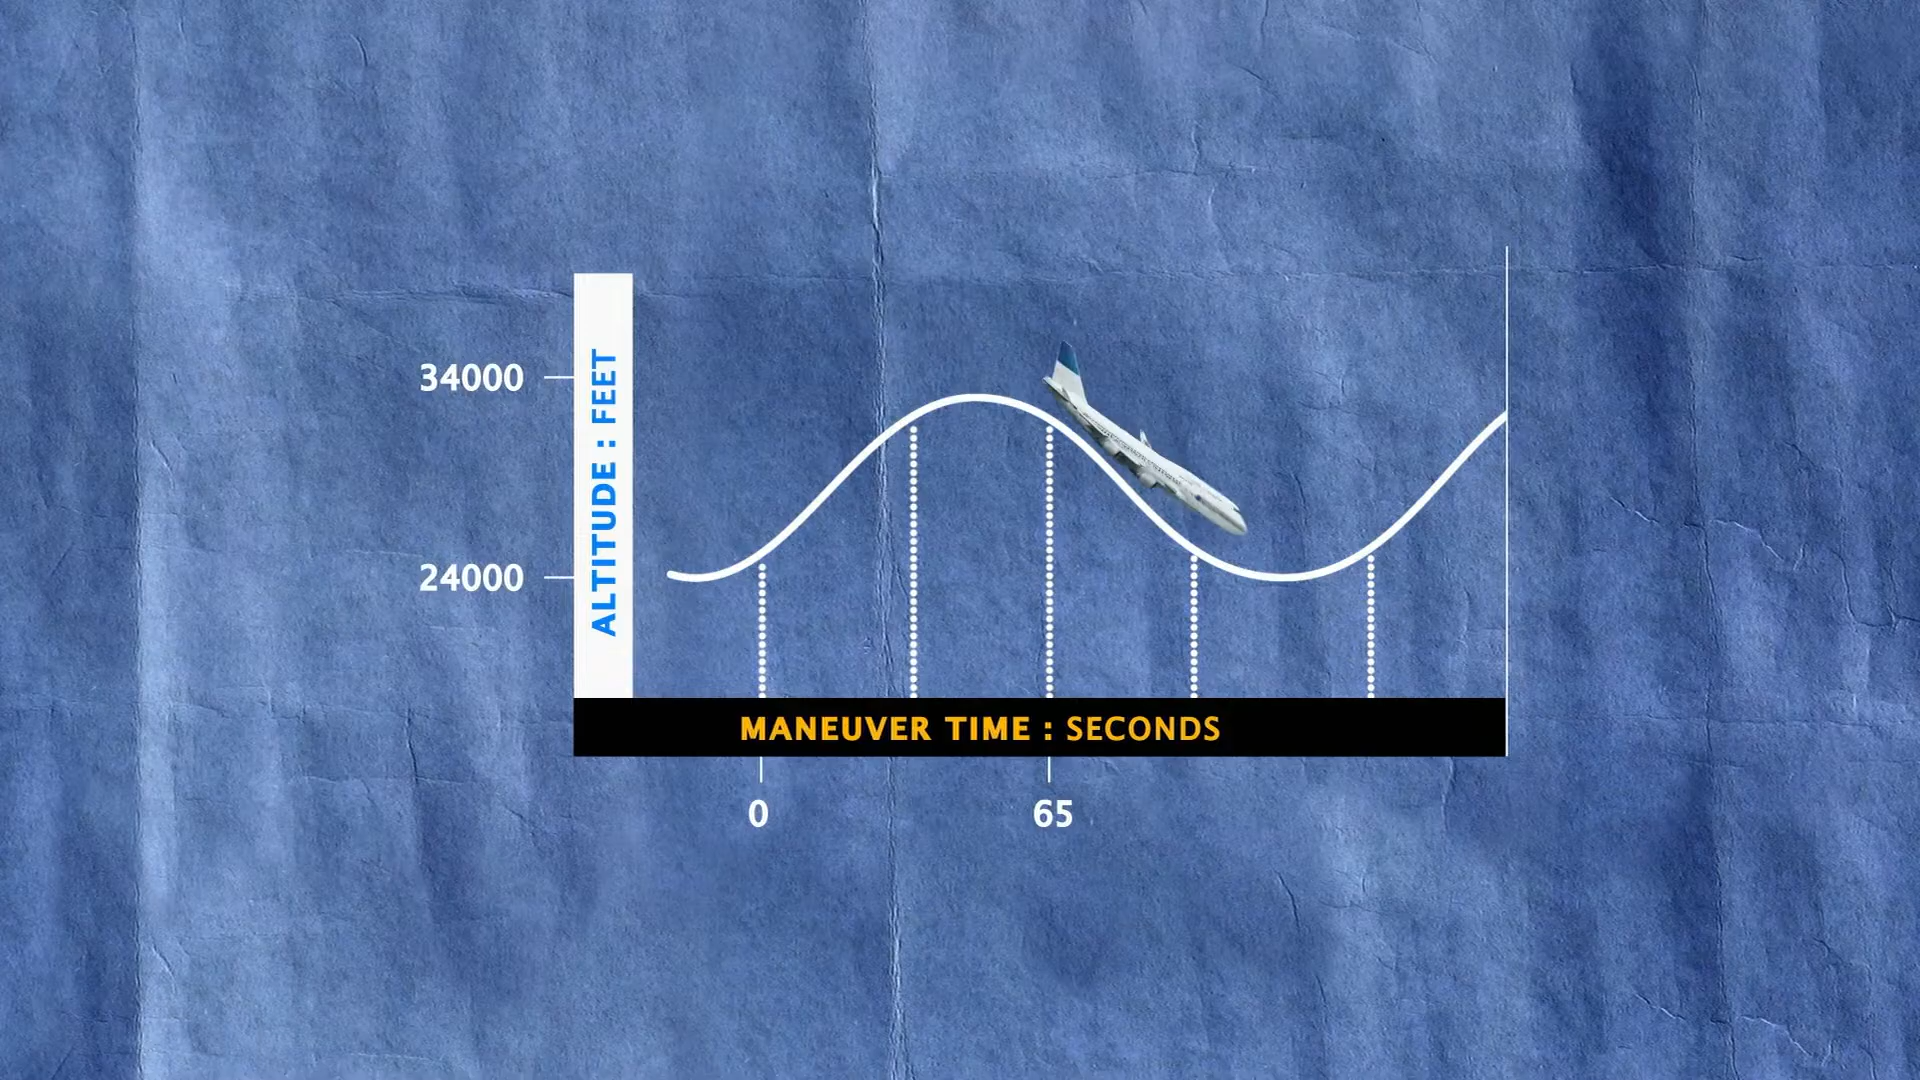 34000
24000
ALTITUDE : FEET
MANEUVER TIME : SECONDS
0
65